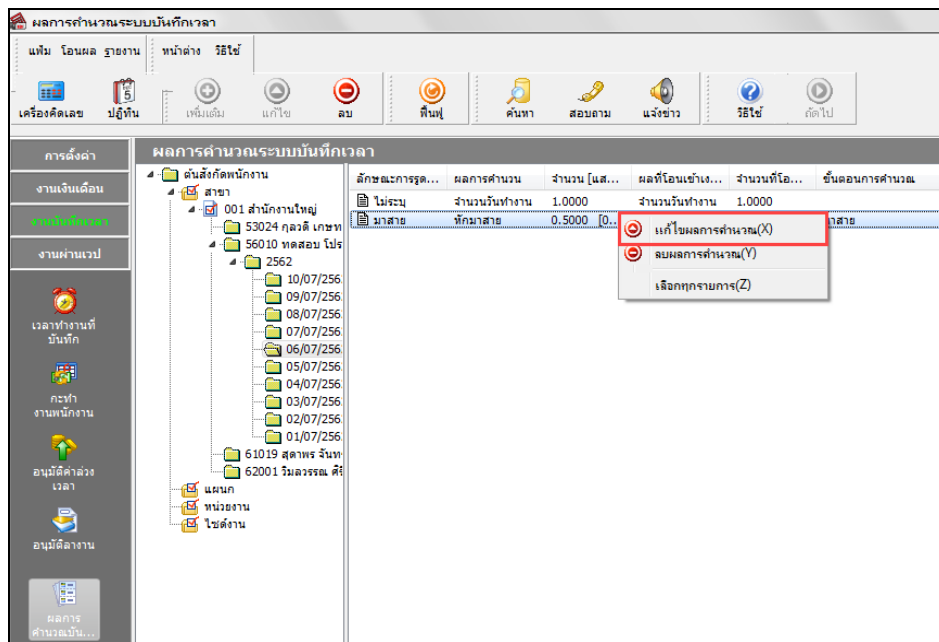 ผลการคำนวณระบบบันทึกเวลา
แฟ้ม โอนผล รายงาน หน้าต่าง วิธีใช้
เครื่องคิดเลข ปฏิทิน เพิ่มเติม แก้ไข ลบ ฟื้นฟู ค้นหา สอบถาม แจ้งข่าว วิธีใช้ ถัดไป
การตั้งค่า
งานเงินเดือน
งานบันทึกเวลา
งานผ่านเวป
เวลาทำงานที่
บันทึก
กะทำ
งานพนักงาน
อนุมัติค่าล่วง
เวลา
อนุมัติลางาน
ผลการ
คำนวณบัน...
ผลการคำนวณระบบบันทึกเวลา
ต้นสังกัดพนักงาน
สาขา
001 สำนักงานใหญ่
53024 กุลวดี เกษท
56010 ทดสอบ โปร
2562
10/07/256
09/07/256
08/07/256
07/07/256
06/07/256
05/07/256
04/07/256
03/07/256
02/07/256
01/07/256
61019 สุดาพร จันท
62001 วิมลวรรณ ศิริ
แผนก
หน่วยงาน
ไซด์งาน
ลักษณะการรูด... ผลการคำนวน จำนวน [แส... ผลที่โอนเข้าเง... จำนวนที่โอ... ขั้นตอนการคำนวณ
ไม่ระบุ จำนวนวันทำงาน 1.0000 จำนวนวันทำงาน 1.0000
มาสาย หักมาสาย 0.5000 [0... าสาย
แก้ไขผลการคำนวณ(X)
ลบผลการคำนวณ(Y)
เลือกทุกรายการ(Z)